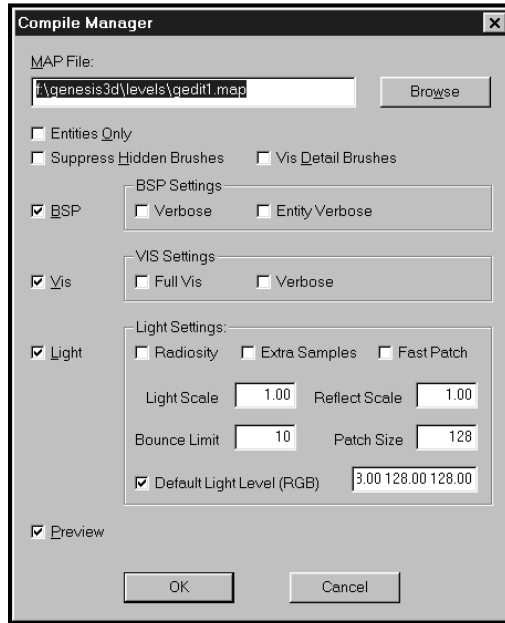 Compile Manager
MAP File:
f:\genesis3d\levels\gedit1.map
Browse
Entities Only
Suppress Hidden Brushes Vis Detail Brushes
BSP Settings
BSP Verbose Entity Verbose
VIS Settings
Vis Full Vis Verbose
Light Settings:
Light Radiosity Extra Samples Fast Patch
Light Scale 1.00 Reflect Scale 1.00
Bounce Limit 10 Patch Size 128
Default Light Level (RGB) 3.00 128.00 128.00
Preview
OK Cancel